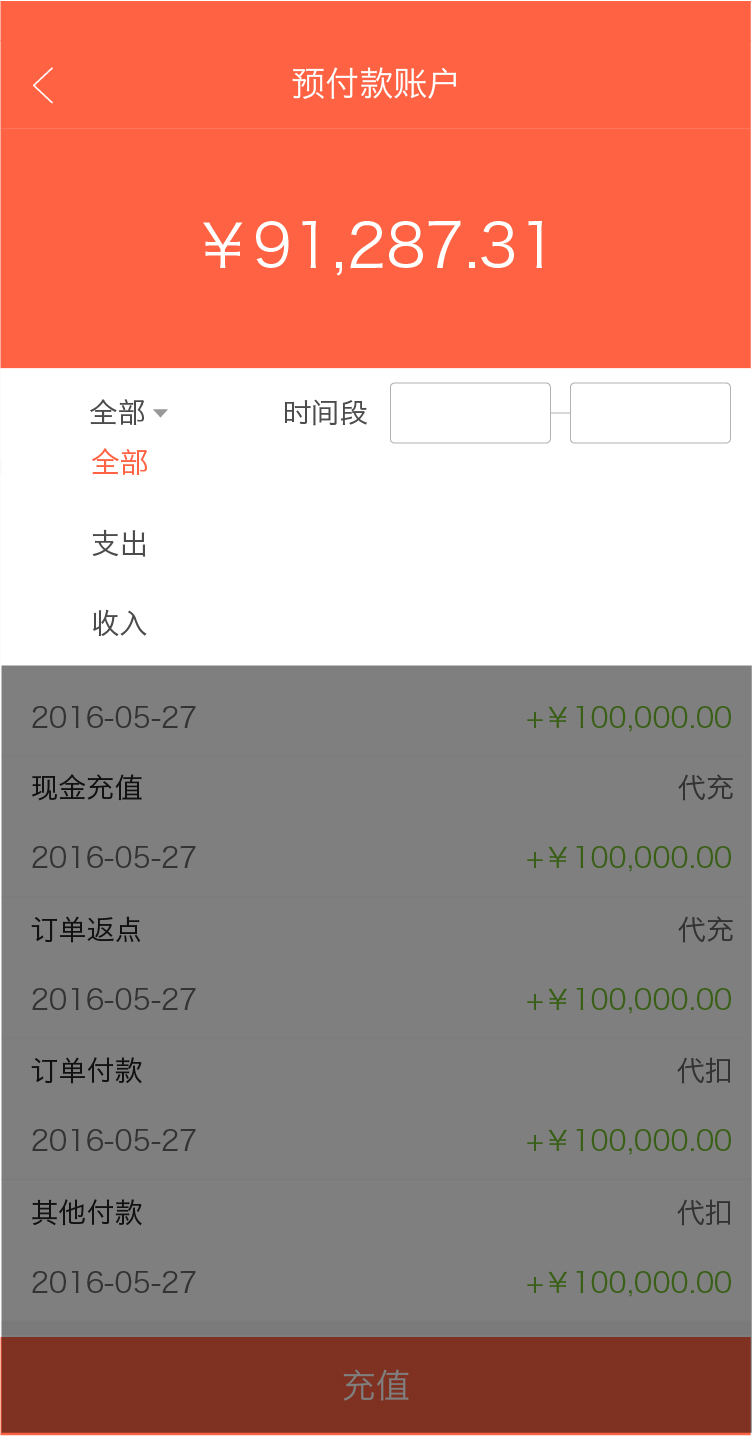 预付款账户
￥91,287.31
全部 时间段
全部
支出
收入
2016-05-27 +￥100,000.00
现金充值 代充
2016-05-27 +￥100,000.00
订单返点 代充
2016-05-27 +￥100,000.00
订单付款 代扣
2016-05-27 +￥100,000.00
其他付款 代扣
2016-05-27 +￥100,000.00
充值